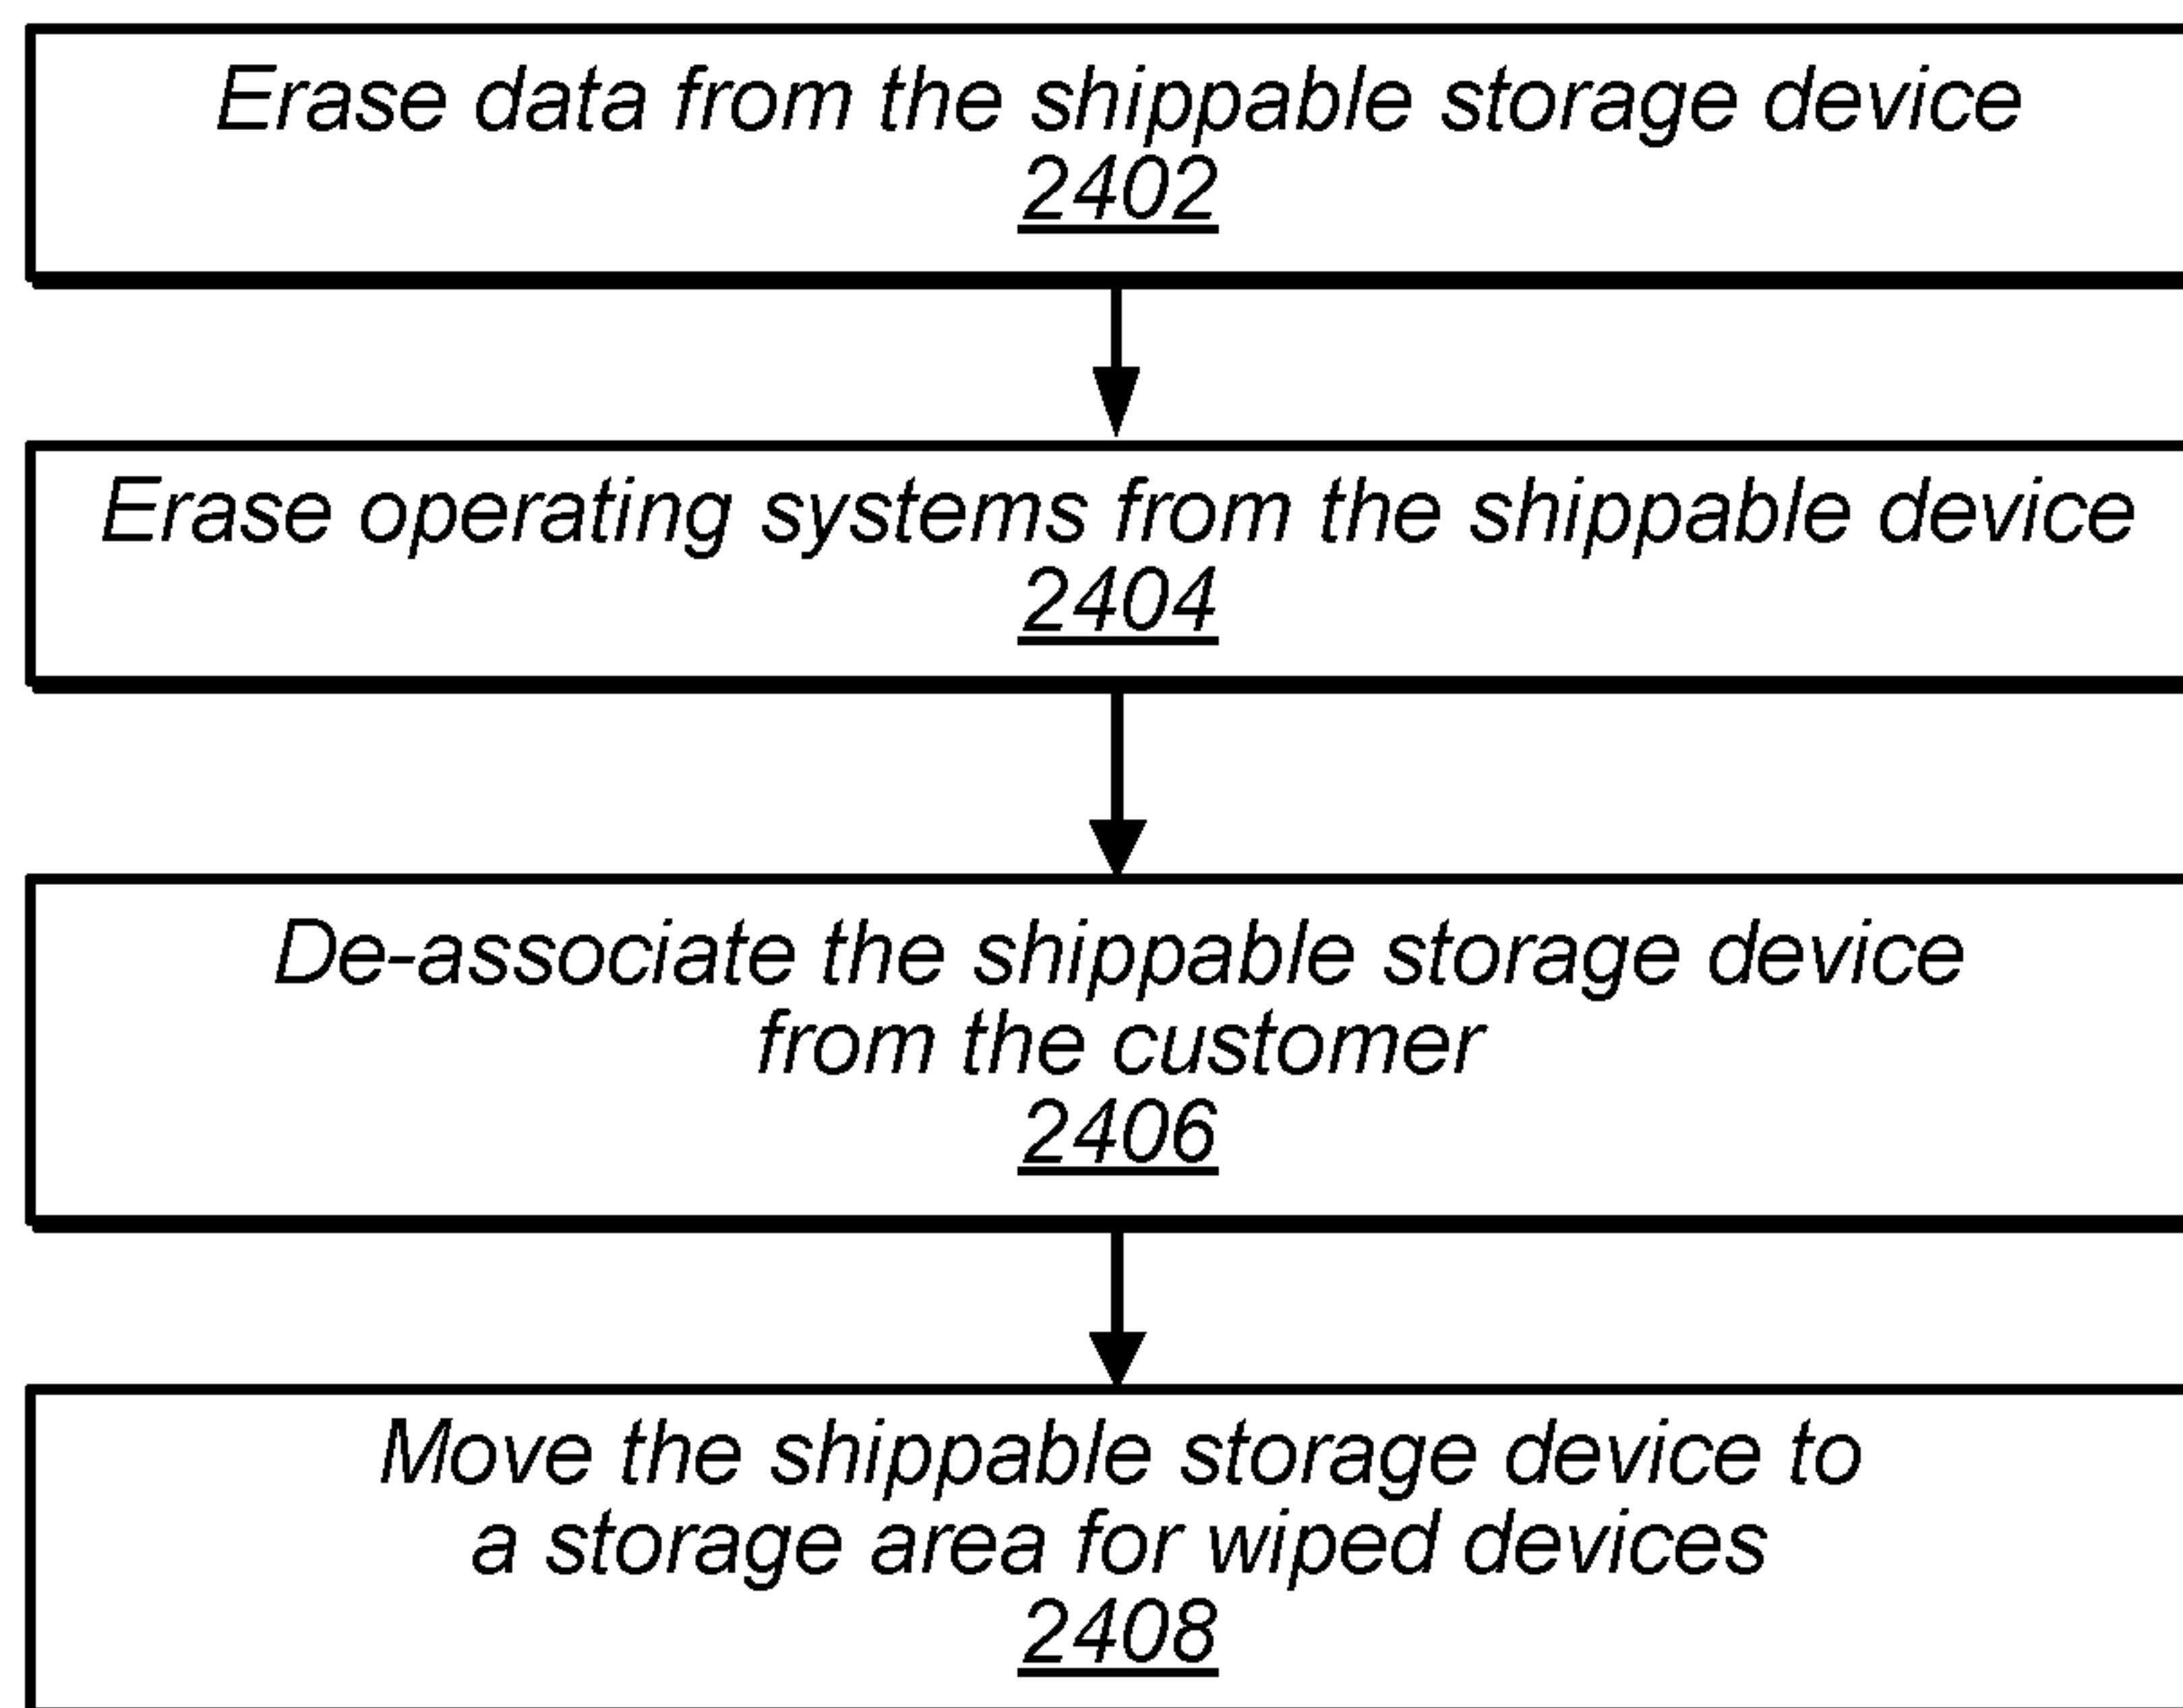 Erase data from the shippable storage device
2402
Erase operating systems from the shippable device
2404
De-associate the shippable storage device
from the customer
2406
Move the shippable storage device to
a storage area for wiped devices
2408